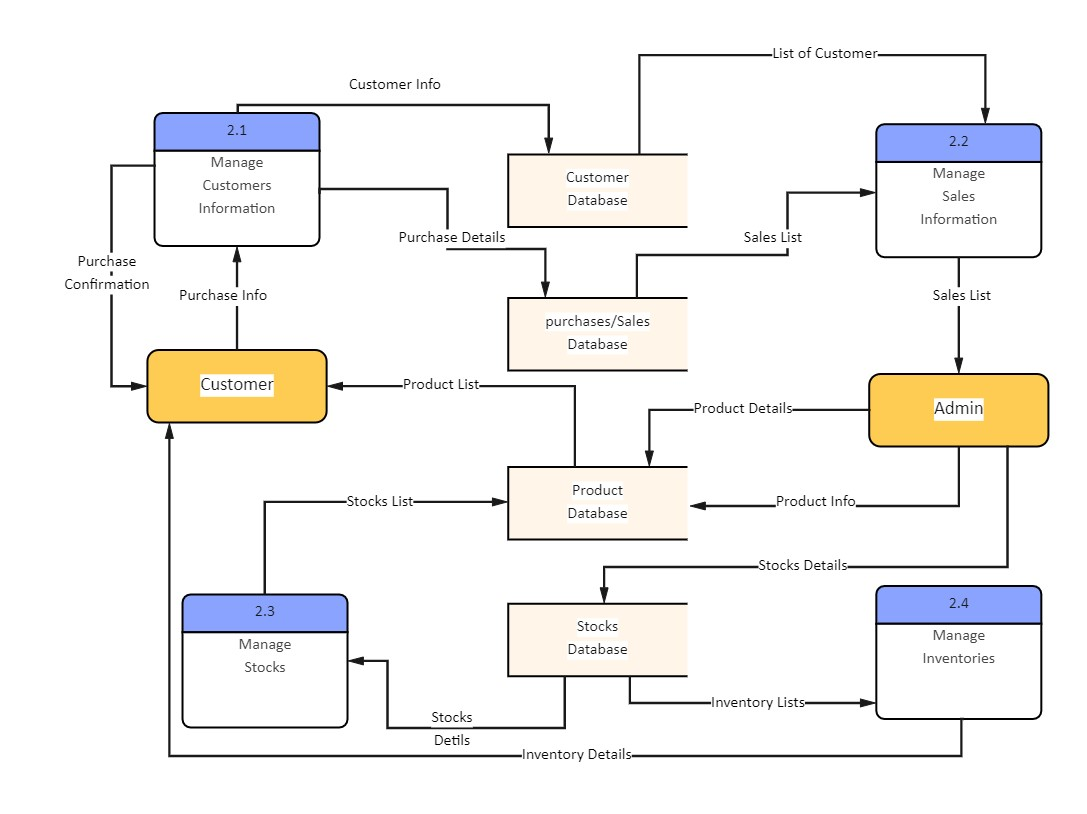 List of Customer
Customer Info
2.1
2.2
Manage
Customers
Information
Customer
Database
Manage
Sales
Information
Purchase Details
Sales List
Purchase
Confirmation
Purchase Info
Sales List
purchases/Sales
Database
Customer
Product List
Product Details
Admin
Product
Database
Stocks List
Product Info
Stocks Details
2.3
2.4
Stocks
Database
Manage
Stocks
Manage
Inventories
Inventory Lists
Stocks
Detils
Inventory Details